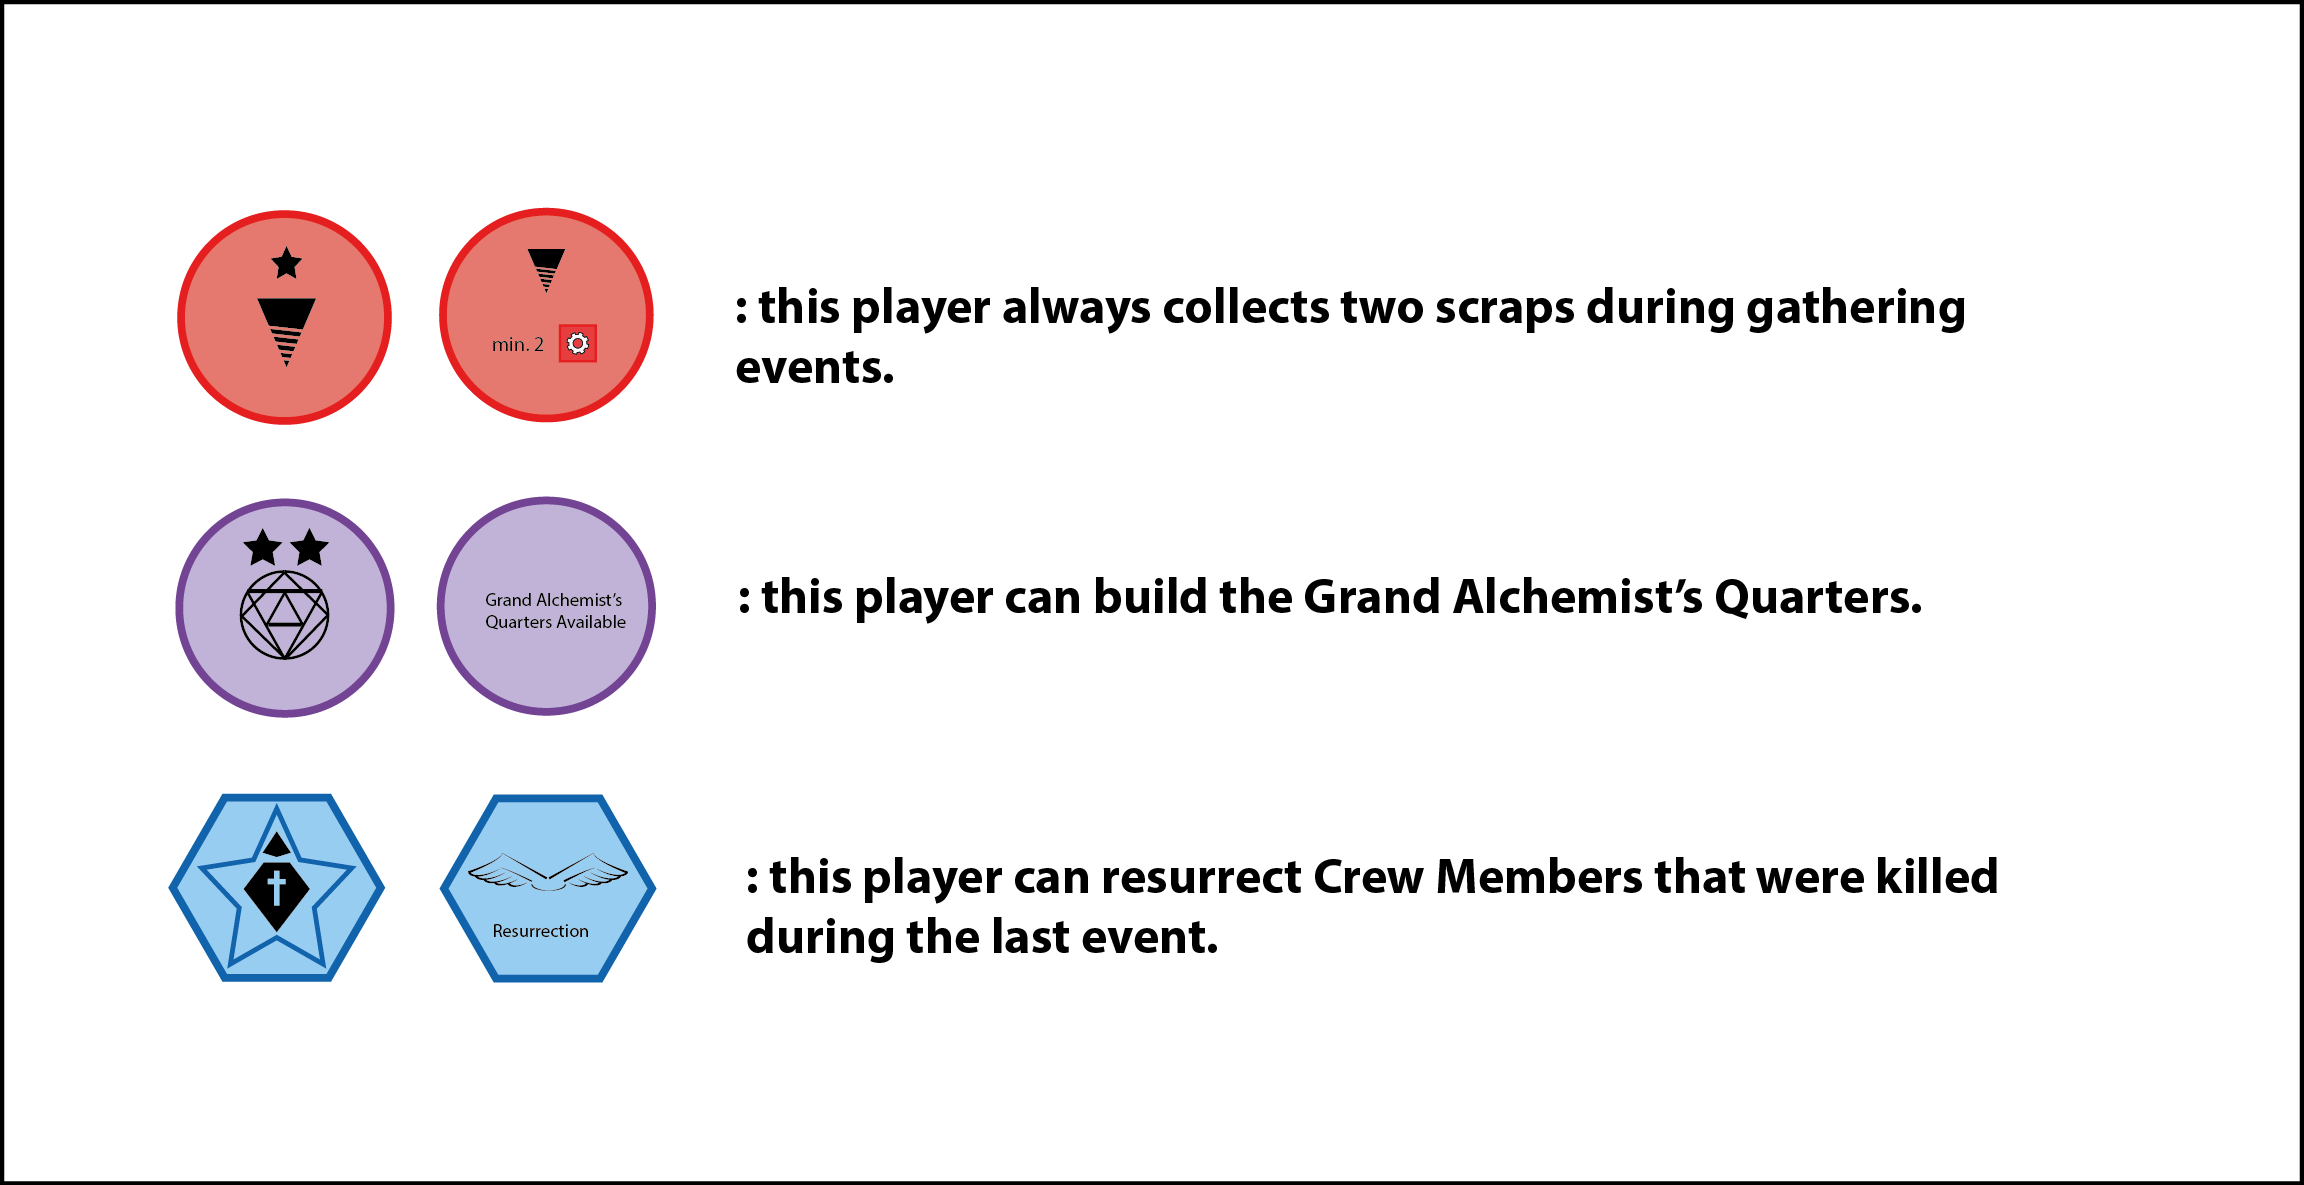 min. 2
: this player always collects two scraps during gathering
events.
Grand Alchemist’s
Quarters Available
: this player can build the Grand Alchemist’s Quarters.
Resurrection
: this player can resurrect Crew Members that were killed
during the last event.